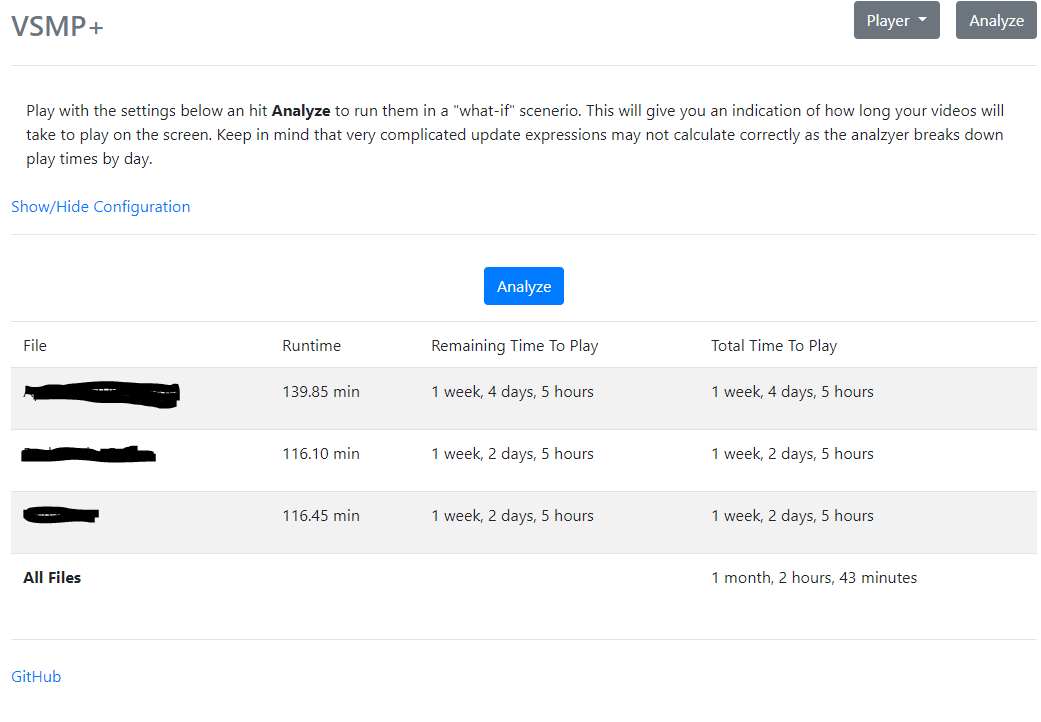 VSMP+
Player
Analyze
Play with the settings below an hit Analyze to run them in a "what-if" scenerio. This will give you an indication of how long your videos will
take to play on the screen. Keep in mind that very complicated update expressions may not calculate correctly as the analzyer breaks down
play times by day.
Show/Hide Configuration
Analyze
File Runtime Remaining Time To Play Total Time To Play
139.85 min 1 week, 4 days, 5 hours 1 week, 4 days, 5 hours
116.10 min 1 week, 2 days, 5 hours 1 week, 2 days, 5 hours
116.45 min 1 week, 2 days, 5 hours 1 week, 2 days, 5 hours
All Files 1 month, 2 hours, 43 minutes
GitHub